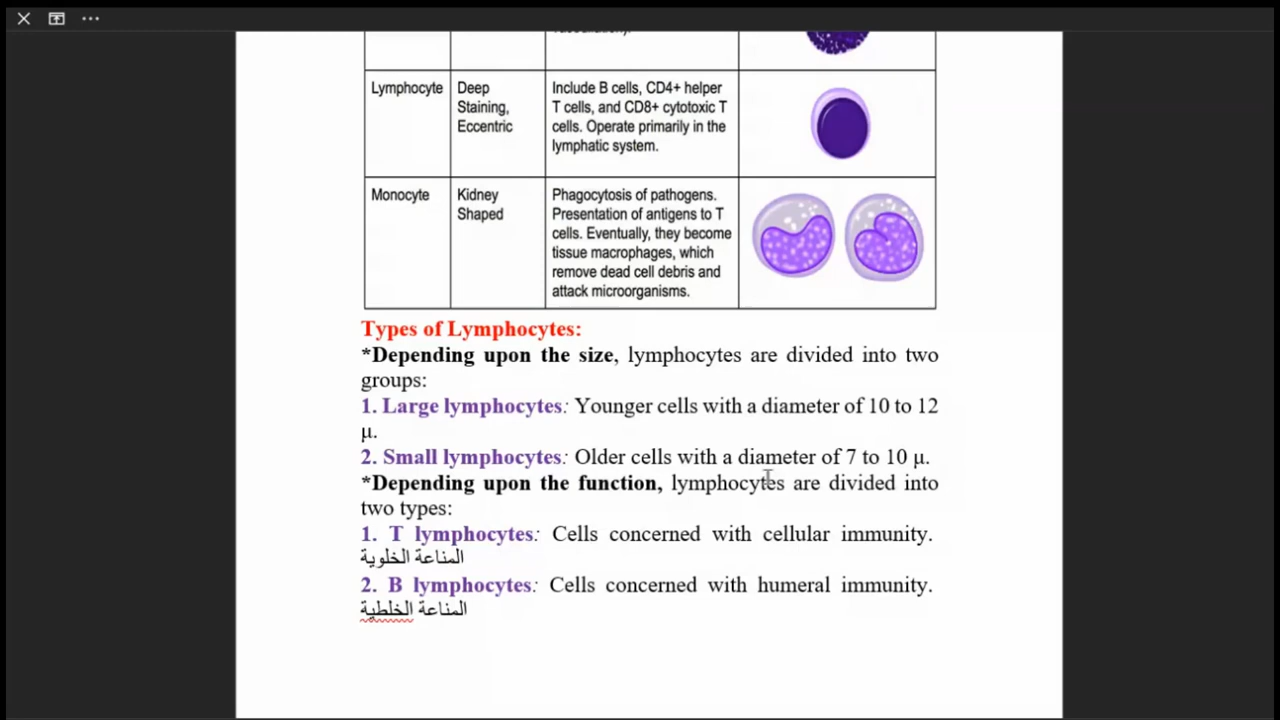 Lymphocyte
Deep
Staining,
Eccentric
Include B cells, CD4+ helper
T cells, and CD8+ cytotoxic T
cells. Operate primarily in the
lymphatic system.
Monocyte
Kidney
Shaped
Phagocytosis of pathogens.
Presentation of antigens to T
cells. Eventually, they become
tissue macrophages, which
remove dead cell debris and
attack microorganisms.
Types of Lymphocytes:
*Depending upon the size, lymphocytes are divided into two
groups:
1. Large lymphocytes: Younger cells with a diameter of 10 to 12
μ.
2. Small lymphocytes: Older cells with a diameter of 7 to 10 μ.
*Depending upon the function, lymphocytes are divided into
two types:
1. T lymphocytes: Cells concerned with cellular immunity.
المناعة الخلوية
2. B lymphocytes: Cells concerned with humeral immunity.
المناعة الخلطية